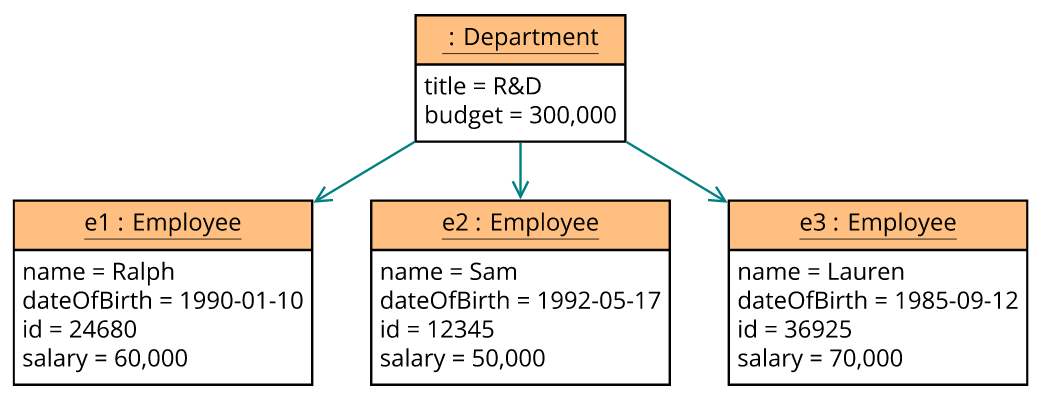 : Department
title = R&D
budget = 300,000
e1 : Employee
name = Ralph
dateOfBirth = 1990-01-10
id = 24680
salary = 60,000
e2 : Employee
name = Sam
dateOfBirth = 1992-05-17
id = 12345
salary = 50,000
e3 : Employee
name = Lauren
dateOfBirth = 1985-09-12
id = 36925
salary = 70,000